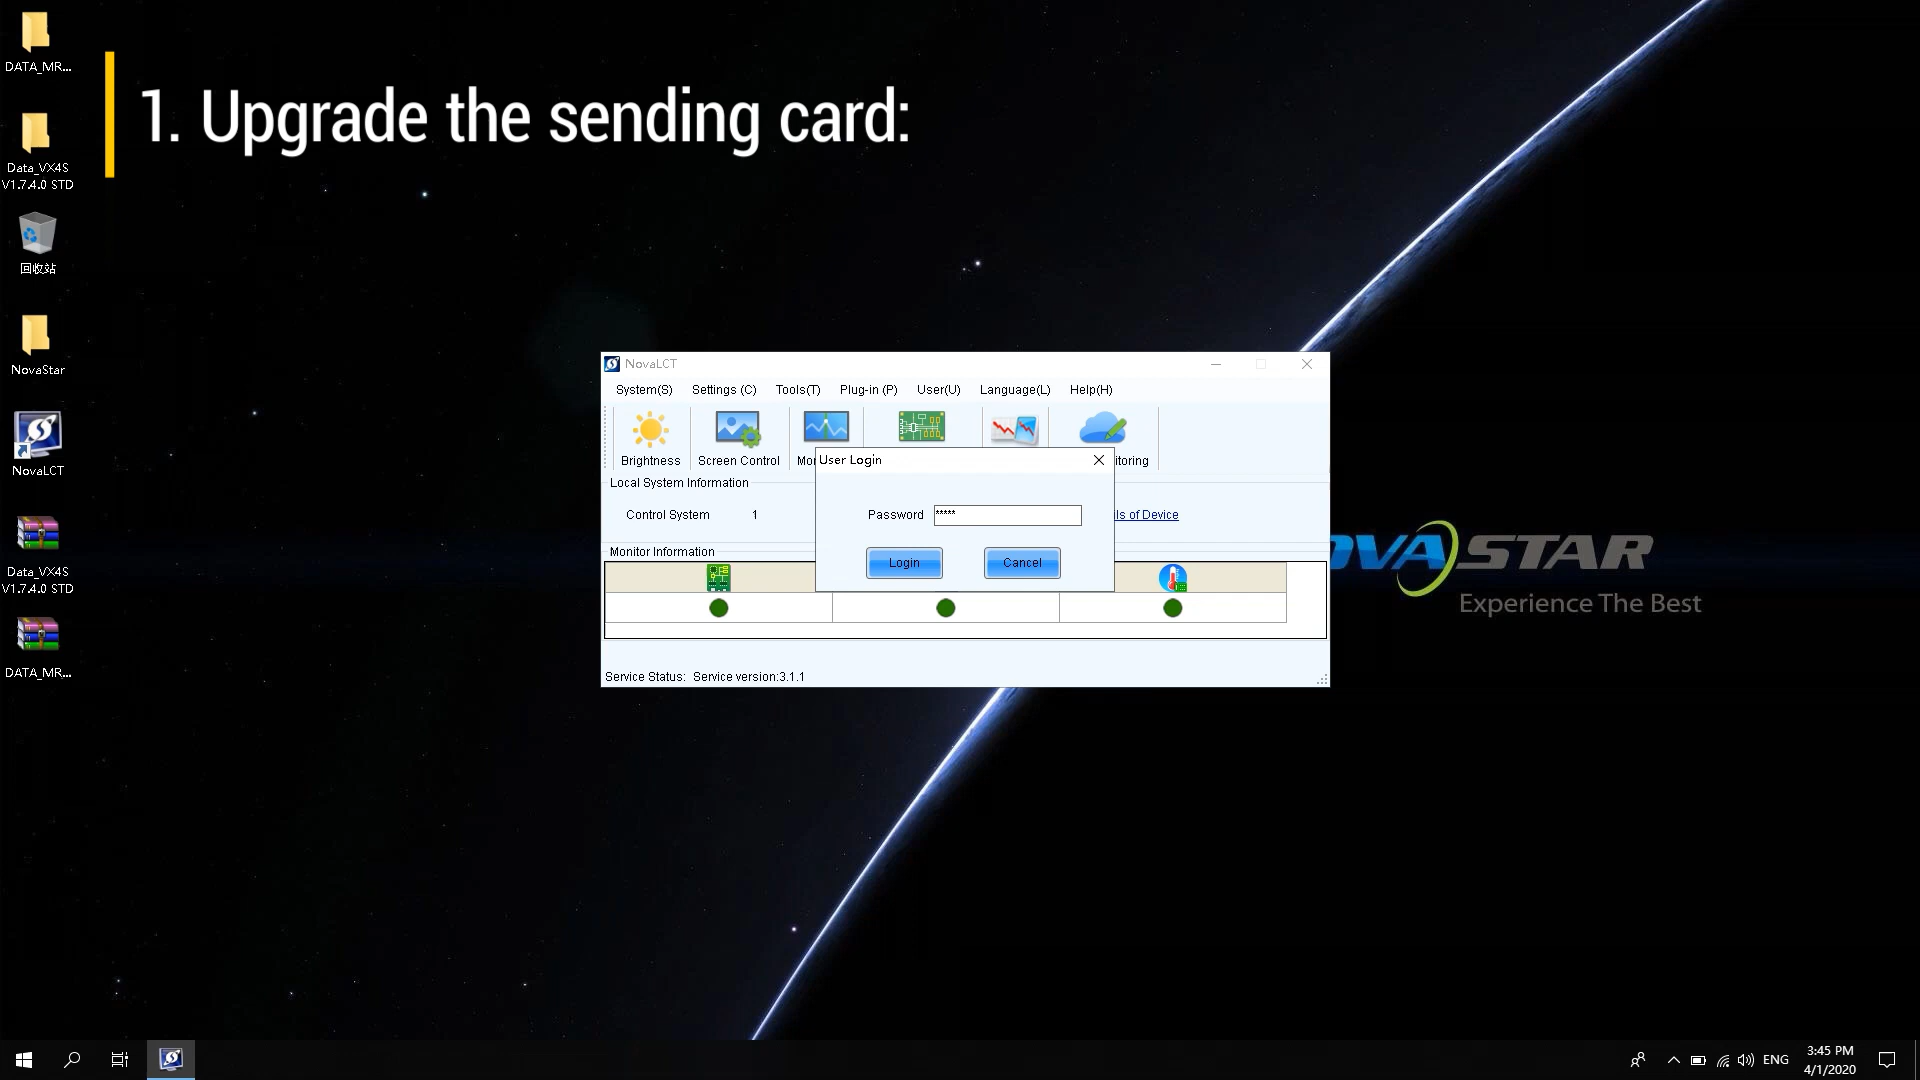 DATA_MR...
Data_VX4S
V1.7.4.0 STD
回收站
NovaStar
NovaLCT
Data_VX4S
V1.7.4.0 STD
DATA_MR...
1. Upgrade the sending card:
NovaLCT
System(S) Settings (C) Tools(T) Plug-in (P) User(U) Language(L) Help(H)
Brightness Screen Control Mo itoring
User Login
Local System Information
Control System 1
Password *****
ils of Device
Login Cancel
Monitor Information
Service Status: Service version:3.1.1
OVASTAR
Experience The Best
ENG
3:45 PM
4/1/2020